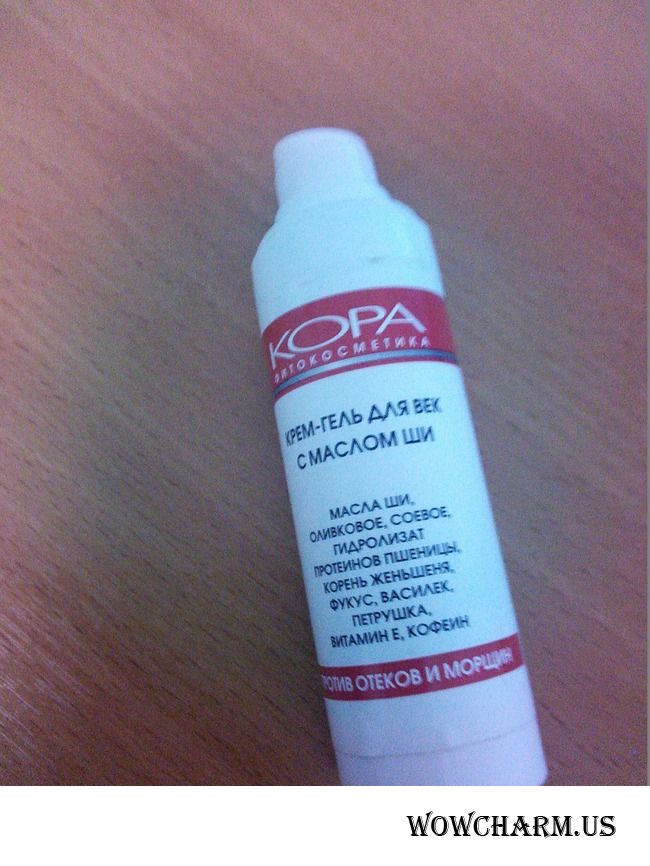 КОРА
ФИТОКОСМЕТИКА
КРЕМ-ГЕЛЬ ДЛЯ ВЕК
С МАСЛОМ ШИ
МАСЛА ШИ,
ОЛИВКОВОЕ, СОЕВОЕ,
ГИДРОЛИЗАТ
ПРОТЕИНОВ ПШЕНИЦЫ,
КОРЕНЬ ЖЕНЬШЕНЯ,
ФУКУС, ВАСИЛЕК,
ПЕТРУШКА,
ВИТАМИН Е, КОФЕИН
ПРОТИВ ОТЕКОВ И МОРЩИН
WOWCHARM.US